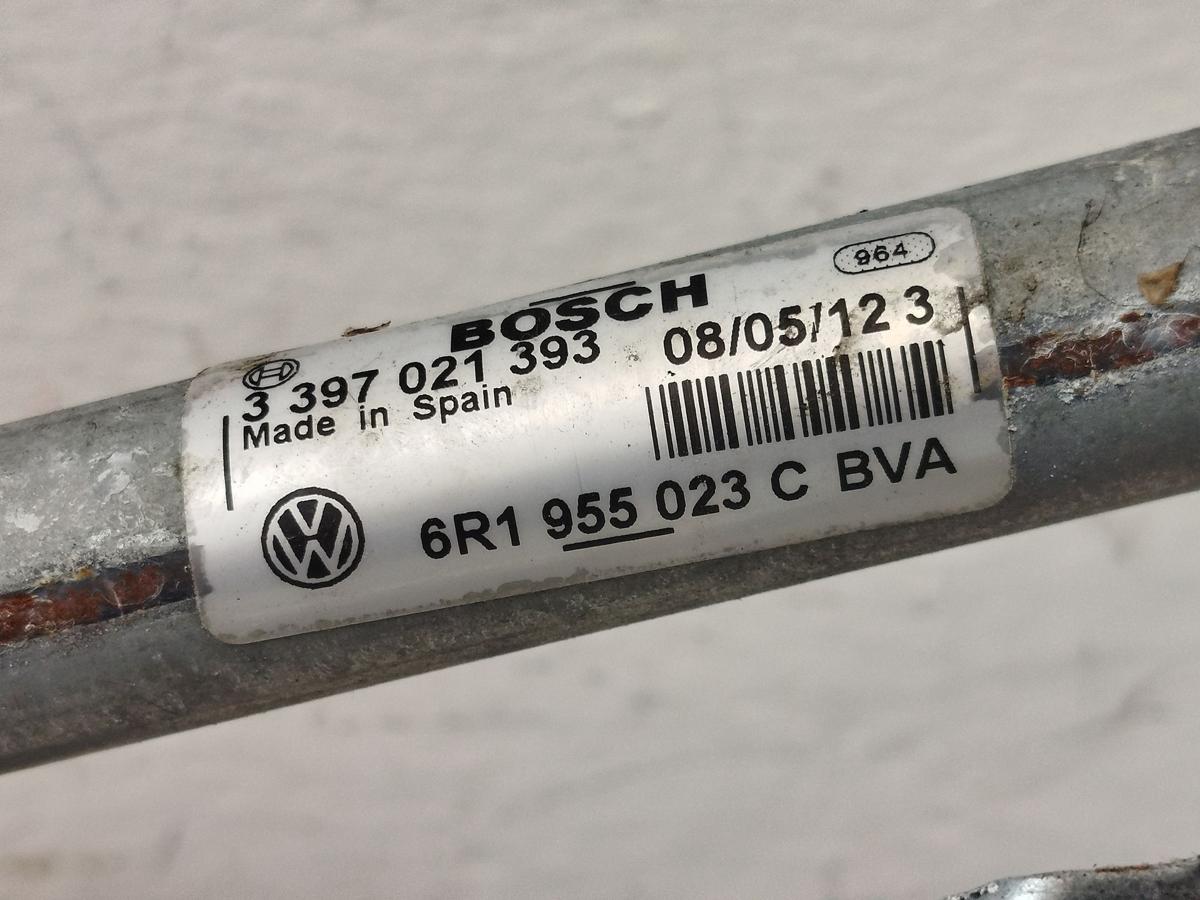 964
BOSCH
3 397 021 393 08/05/12 3
Made in Spain
6R1 955 023 C BVA